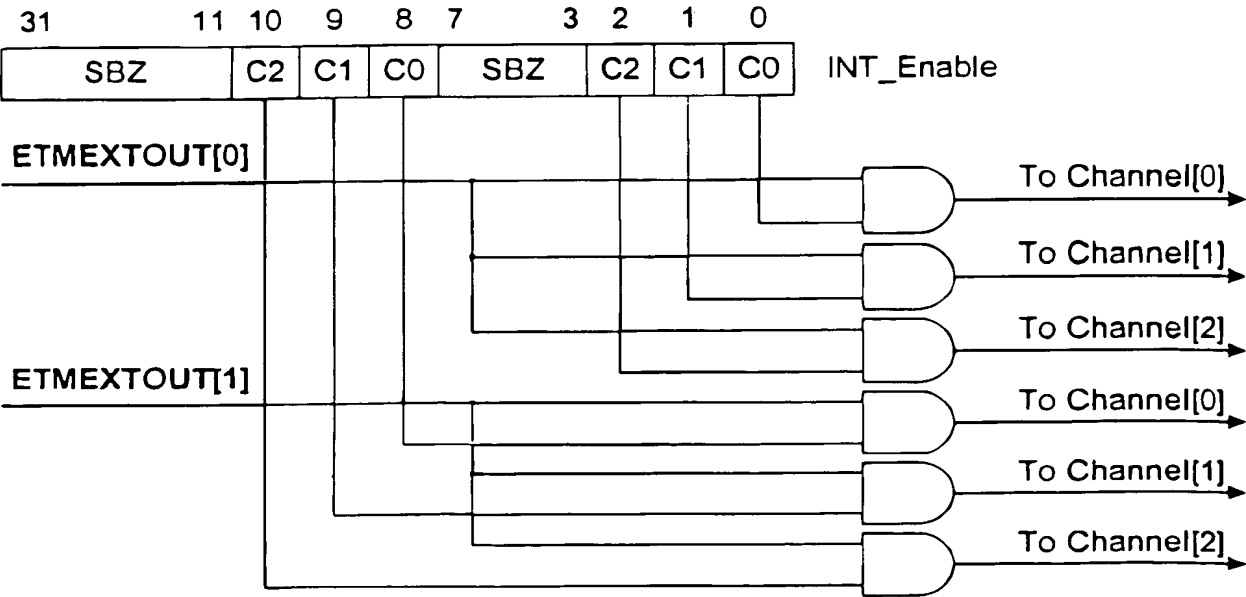 31 11 10 9 8 7 3 2 1 0
SBZ C2 C1 C0 SBZ C2 C1 C0 INT_Enable
ETMEXTOUT[0]
To Channel[0]
To Channel[1]
To Channel[2]
ETMEXTOUT[1]
To Channel[0]
To Channel[1]
To Channel[2]